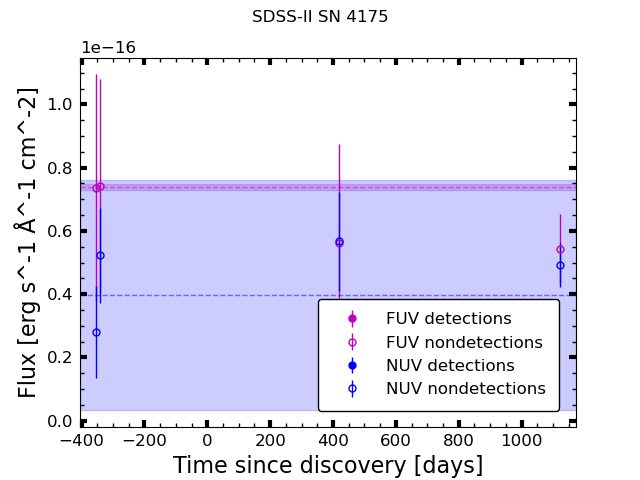 SDSS-II SN 4175
1e−16
Flux [erg s^-1 Å^-1 cm^-2]
1.0
0.8
0.6
0.4
0.2
0.0
FUV detections
FUV nondetections
NUV detections
NUV nondetections
−400 −200 0 200 400 600 800 1000
Time since discovery [days]